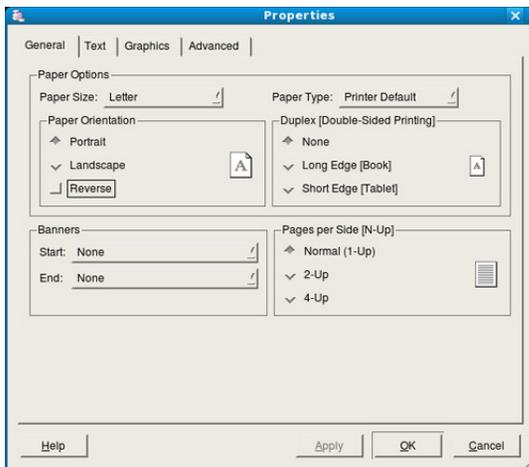 Properties
General Text Graphics Advanced
Paper Options
Paper Size: Letter Paper Type: Printer Default
Paper Orientation
Portrait
Landscape
Reverse
A
Duplex [Double-Sided Printing]
None
Long Edge [Book]
Short Edge [Tablet]
A
Banners
Start: None
End: None
Pages per Side [N-Up]
Normal (1-Up)
2-Up
4-Up
Help Apply OK Cancel